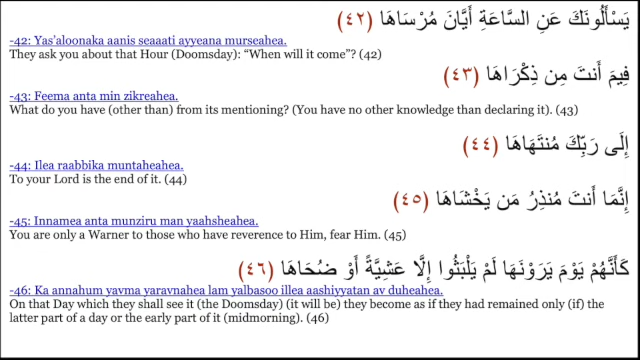 يَسْأَلُونَكَ عَنِ السَّاعَةِ أَيَّانَ مُرْسَاهَا (٤٢)
-42: Yas’aloonaka aanis seaaati ayyeana murseahea.
They ask you about that Hour (Doomsday): “When will it come”? (42)
فِيمَ أَنتَ مِن ذِكْرَاهَا (٤٣)
-43: Feema anta min zikreahea.
What do you have (other than) from its mentioning? (You have no other knowledge than declaring it). (43)
إِلَى رَبِّكَ مُنتَهَاهَا (٤٤)
-44: Ilea raabbika muntaheahea.
To your Lord is the end of it. (44)
إِنَّمَا أَنتَ مُنذِرُ مَن يَخْشَاهَا (٤٥)
-45: Innamea anta munziru man yaahsheahea.
You are only a Warner to those who have reverence to Him, fear Him. (45)
كَأَنَّهُمْ يَوْمَ يَرَوْنَهَا لَمْ يَلْبَثُوا إِلَّا عَشِيَّةً أَوْ ضُحَاهَا (٤٦)
-46: Ka annahum yavma yaravnahea lam yalbasoo illea aashiyyatan av duheahea.
On that Day which they shall see it (the Doomsday) (it will be) they become as if they had remained only (if) the
latter part of a day or the early part of it (midmorning). (46)